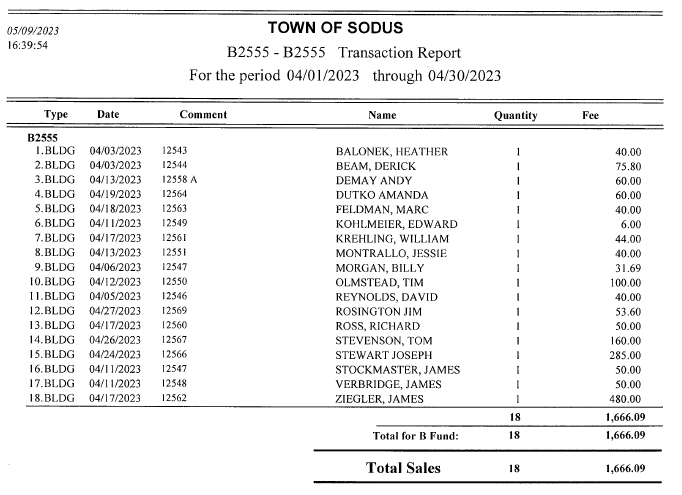 05/09/2023
16:39:54
TOWN OF SODUS
B2555 - B2555 Transaction Report
For the period 04/01/2023 through 04/30/2023
Type Date Comment Name Quantity Fee
B2555
1.BLDG 04/03/2023 12543 BALONEK, HEATHER 1 40.00
2.BLDG 04/03/2023 12544 BEAM, DERICK 1 75.80
3.BLDG 04/13/2023 12558 A DEMAY ANDY 1 60.00
4.BLDG 04/19/2023 12564 DUTKO AMANDA 1 60.00
5.BLDG 04/18/2023 12563 FELDMAN, MARC 1 40.00
6.BLDG 04/11/2023 12549 KOHLMEIER, EDWARD 1 6.00
7.BLDG 04/17/2023 12561 KREHLING, WILLIAM 1 44.00
8.BLDG 04/13/2023 12551 MONTRALLO, JESSIE 1 40.00
9.BLDG 04/06/2023 12547 MORGAN, BILLY 1 31.69
10.BLDG 04/12/2023 12550 OLMSTEAD, TIM 1 100.00
11.BLDG 04/05/2023 12546 REYNOLDS, DAVID 1 40.00
12.BLDG 04/27/2023 12569 ROSINGTON JIM 1 53.60
13.BLDG 04/17/2023 12560 ROSS, RICHARD 1 50.00
14.BLDG 04/26/2023 12567 STEVENSON, TOM 1 160.00
15.BLDG 04/24/2023 12566 STEWART JOSEPH 1 285.00
16.BLDG 04/11/2023 12547 STOCKMASTER, JAMES 1 50.00
17.BLDG 04/11/2023 12548 VERBRIDGE, JAMES 1 50.00
18.BLDG 04/17/2023 12562 ZIEGLER, JAMES 1 480.00
18 1,666.09
Total for B Fund: 18 1,666.09
Total Sales 18 1,666.09